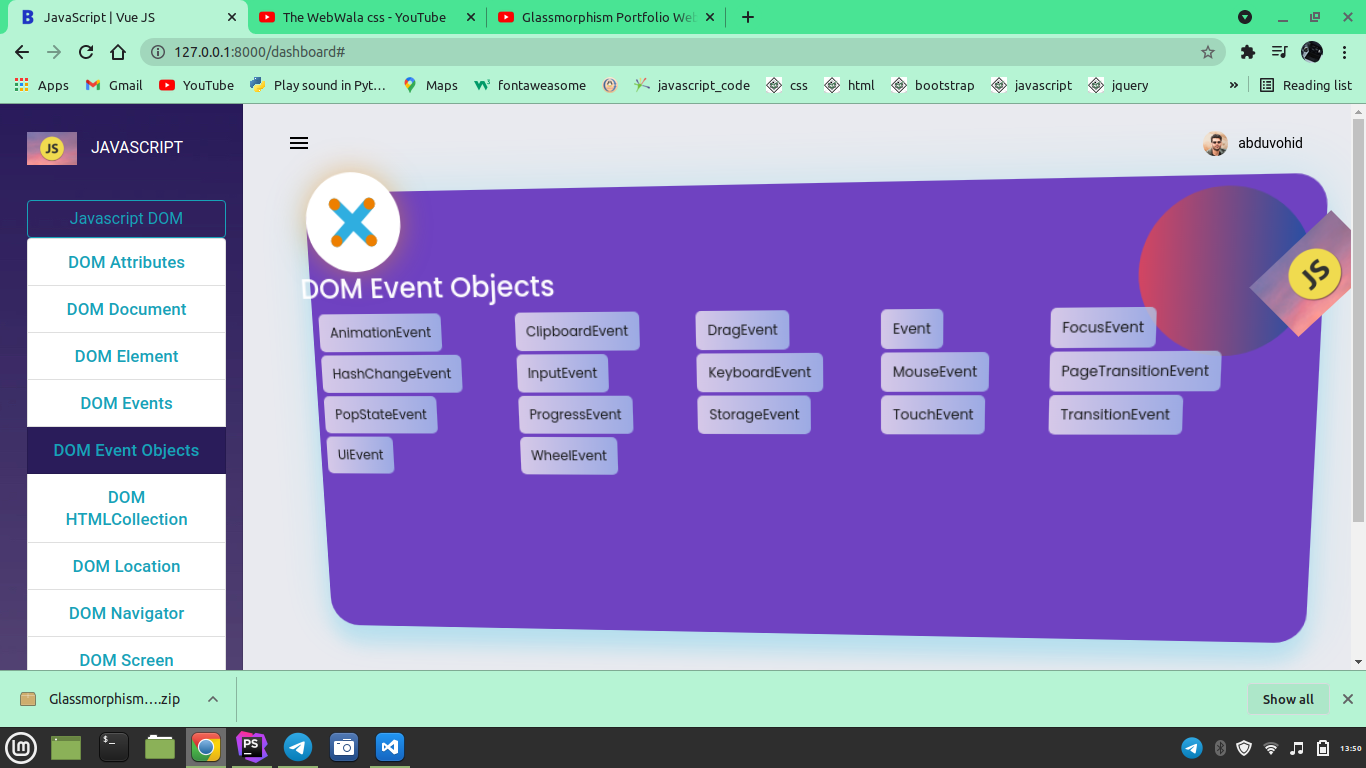 JavaScript | Vue JS
The WebWala css - YouTube
Glassmorphism Portfolio We
127.0.0.1:8000/dashboard#
Apps
Gmail
YouTube
Play sound in Pyt…
Maps
fontaweasome
javascript_code
css
html
bootstrap
javascript
jquery
»
Reading list
JS
JAVASCRIPT
abduvohid
Javascript DOM
DOM Attributes
DOM Document
DOM Element
DOM Events
DOM Event Objects
DOM
HTMLCollection
DOM Location
DOM Navigator
DOM Screen
JS
DOM Event Objects
AnimationEvent ClipboardEvent DragEvent Event FocusEvent
HashChangeEvent InputEvent KeyboardEvent MouseEvent PageTransitionEvent
PopStateEvent ProgressEvent StorageEvent TouchEvent TransitionEvent
UiEvent WheelEvent
Glassmorphism....zip
Show all
$_
PS
13:50